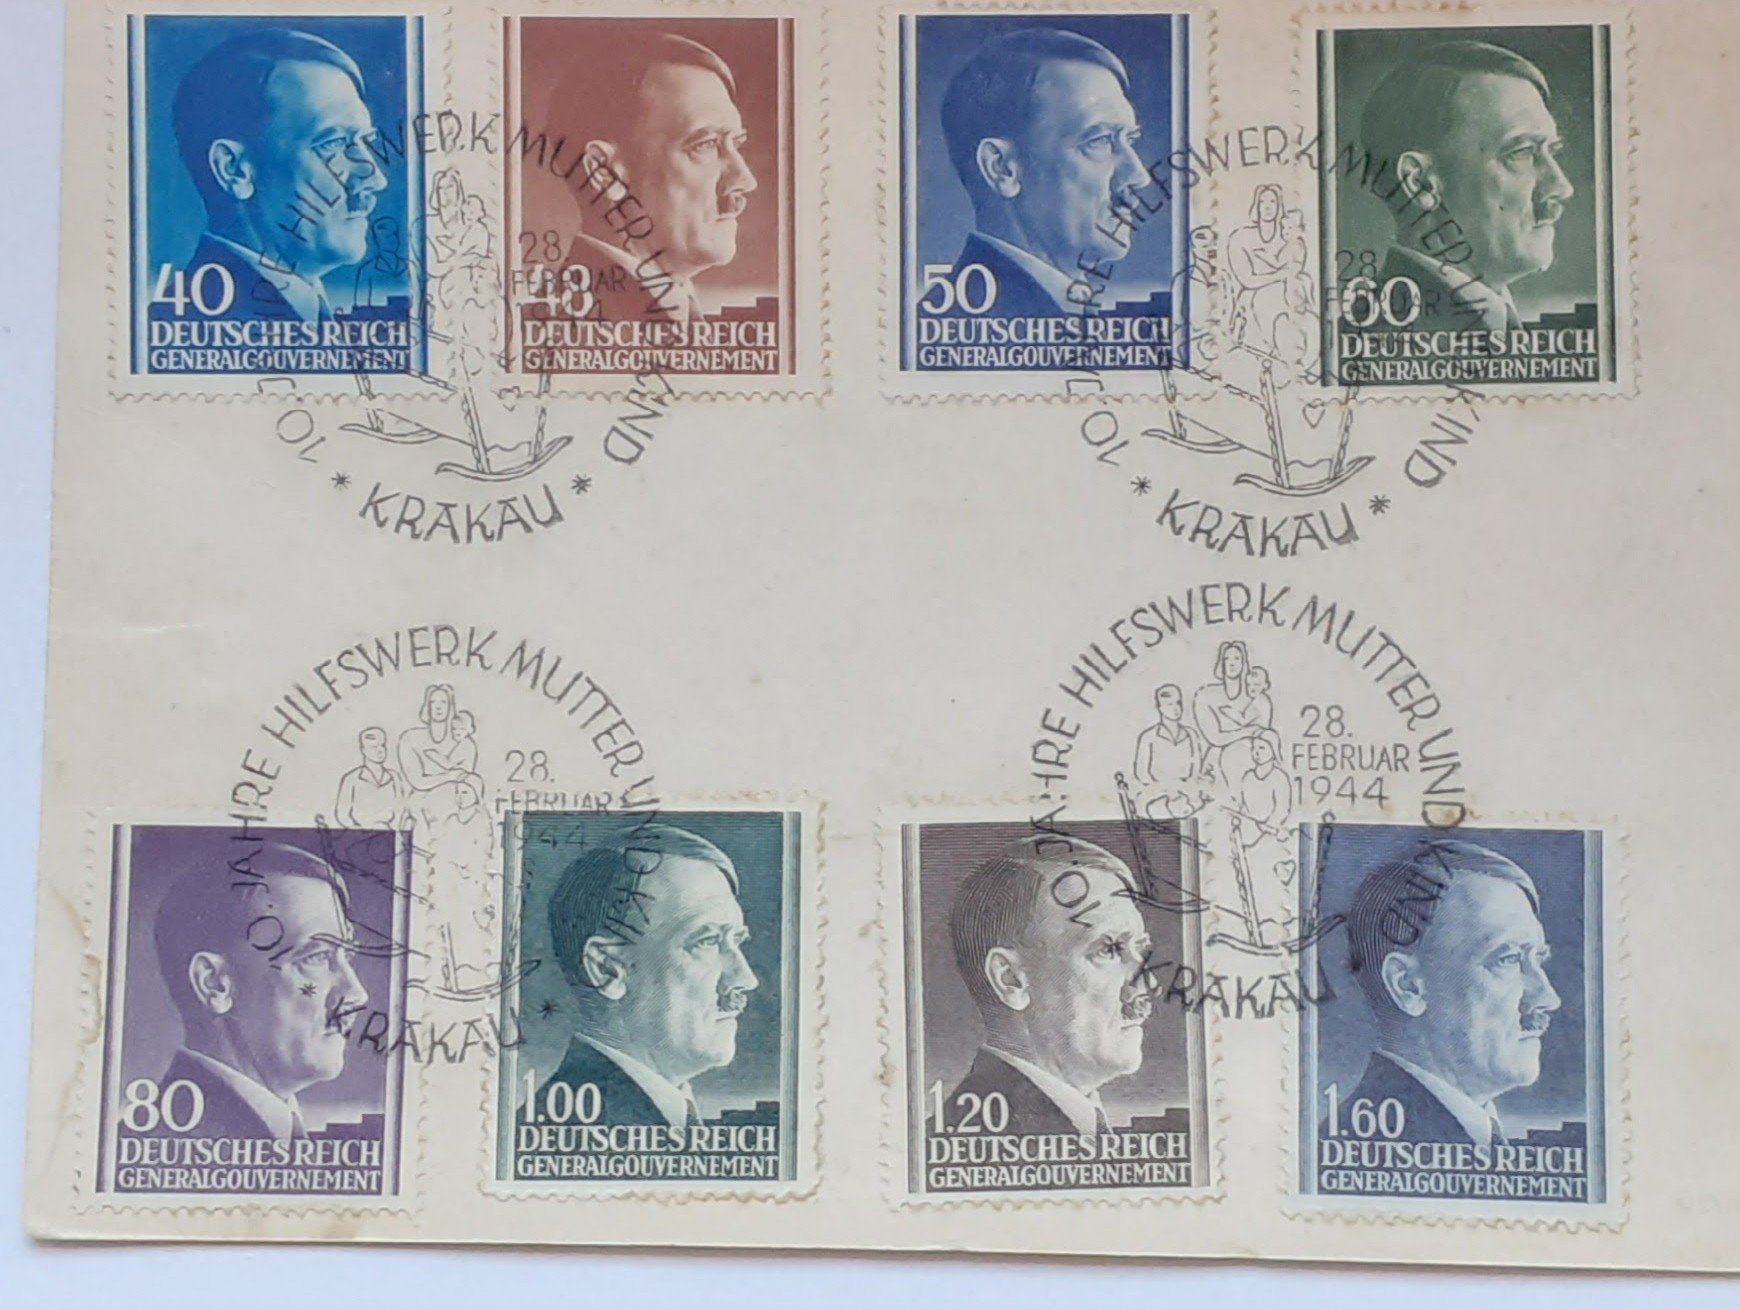 40
DEUTSCHES REICH
GENERALGOUVERNEMENT
48
DEUTSCHES REICH
GENERALGOUVERNEMENT
10. JAHRE HILFSWERK MUTTER UND KIND
28.
FEBRUAR
1944
* KRAKAU *
50
DEUTSCHES REICH
GENERALGOUVERNEMENT
60
DEUTSCHES REICH
GENERALGOUVERNEMENT
10. JAHRE HILFSWERK MUTTER UND KIND
28.
FEBRUAR
1944
* KRAKAU *
80
DEUTSCHES REICH
GENERALGOUVERNEMENT
1.00
DEUTSCHES REICH
GENERALGOUVERNEMENT
10. JAHRE HILFSWERK MUTTER UND KIND
28.
FEBRUAR
1944
* KRAKAU *
1.20
DEUTSCHES REICH
GENERALGOUVERNEMENT
1.60
DEUTSCHES REICH
GENERALGOUVERNEMENT
10. JAHRE HILFSWERK MUTTER UND KIND
28.
FEBRUAR
1944
* KRAKAU *